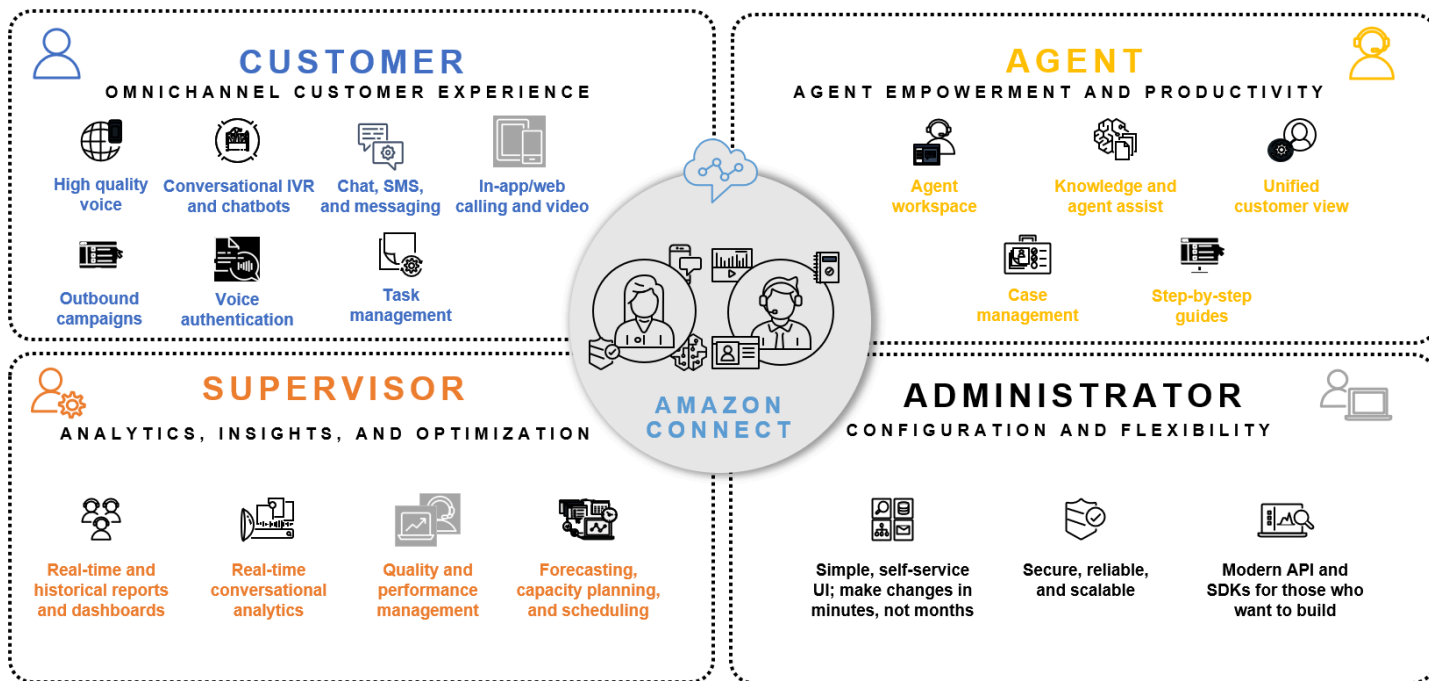 CUSTOMER
OMNICHANNEL CUSTOMER EXPERIENCE
High quality
voice
Conversational IVR
and chatbots
Chat, SMS,
and messaging
In-app/web
calling and video
Outbound
campaigns
Voice
authentication
Task
management
AGENT
AGENT EMPOWERMENT AND PRODUCTIVITY
Agent
workspace
Knowledge and
agent assist
Unified
customer view
Case
management
Step-by-step
guides
AMAZON
CONNECT
SUPERVISOR
ANALYTICS, INSIGHTS, AND OPTIMIZATION
Real-time and
historical reports
and dashboards
Real-time
conversational
analytics
Quality and
performance
management
Forecasting,
capacity planning,
and scheduling
ADMINISTRATOR
CONFIGURATION AND FLEXIBILITY
Simple, self-service
UI; make changes in
minutes, not months
Secure, reliable,
and scalable
Modern API and
SDKs for those who
want to build